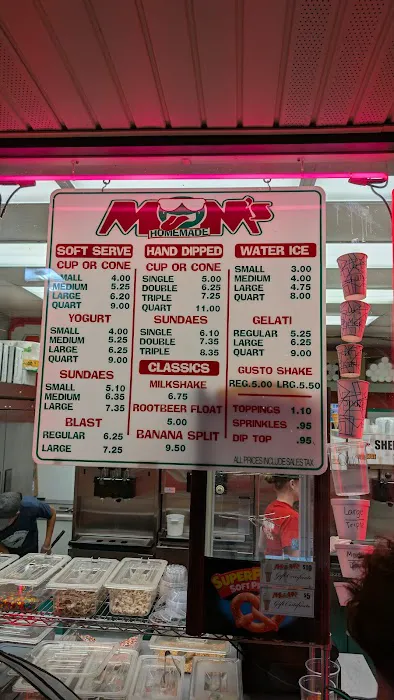 MOM'S
HOMEMADE
SOFT SERVE
CUP OR CONE
SMALL 4.00
MEDIUM 5.25
LARGE 6.20
QUART 9.00
YOGURT
SMALL 4.00
MEDIUM 5.25
LARGE 6.25
QUART 9.00
SUNDAES
SMALL 5.10
MEDIUM 6.35
LARGE 7.35
BLAST
REGULAR 6.25
LARGE 7.25
HAND DIPPED
CUP OR CONE
SINGLE 5.00
DOUBLE 6.25
TRIPLE 7.25
QUART 11.00
SUNDAES
SINGLE 6.10
DOUBLE 7.35
TRIPLE 8.35
CLASSICS
MILKSHAKE
6.75
ROOTBEER FLOAT
5.00
BANANA SPLIT
9.50
WATER ICE
SMALL 3.00
MEDIUM 4.00
LARGE 4.75
QUART 8.00
GELATI
REGULAR 5.25
LARGE 6.25
QUART 9.00
GUSTO SHAKE
REG.5.00 LRG.5.50
TOPPINGS 1.10
SPRINKLES .95
DIP TOP .95
ALL PRICES INCLUDE SALES TAX
SUPERPR
SOFT P
Large